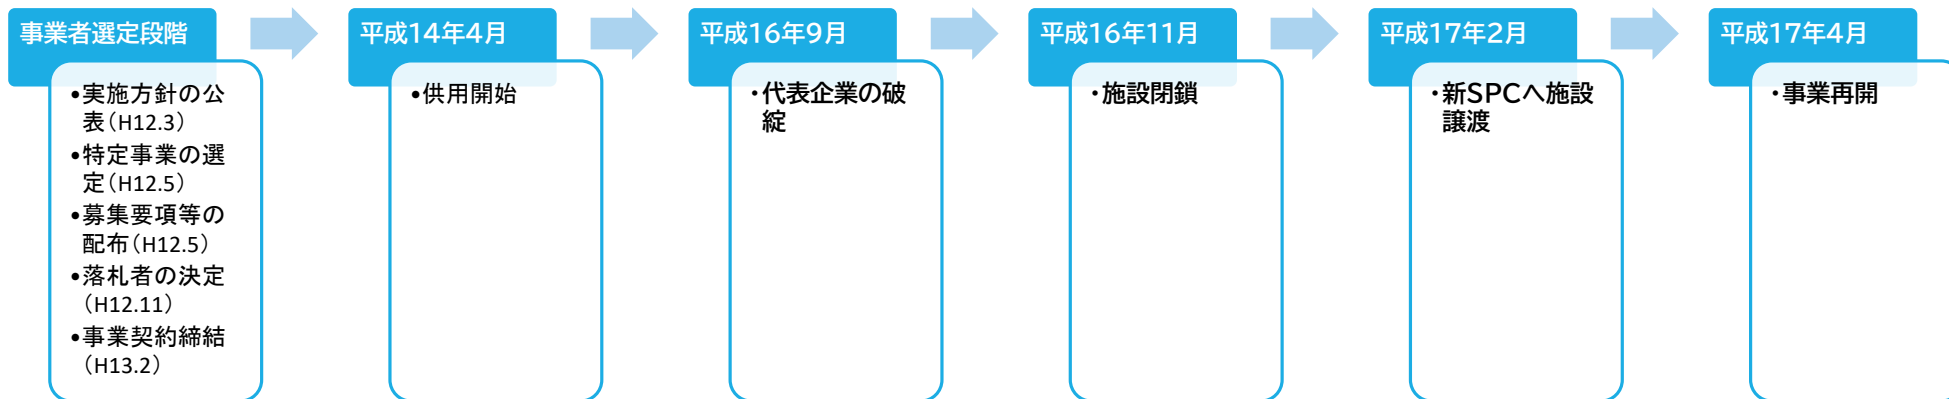 事業者選定段階
•実施方針の公
表(H12.3)
•特定事業の選
定(H12.5)
•募集要項等の
配布(H12.5)
•落札者の決定
(H12.11)
•事業契約締結
(H13.2)
平成14年4月
•供用開始
平成16年9月
・代表企業の破
綻
平成16年11月
・施設閉鎖
平成17年2月
・新SPCへ施設
譲渡
平成17年4月
・事業再開